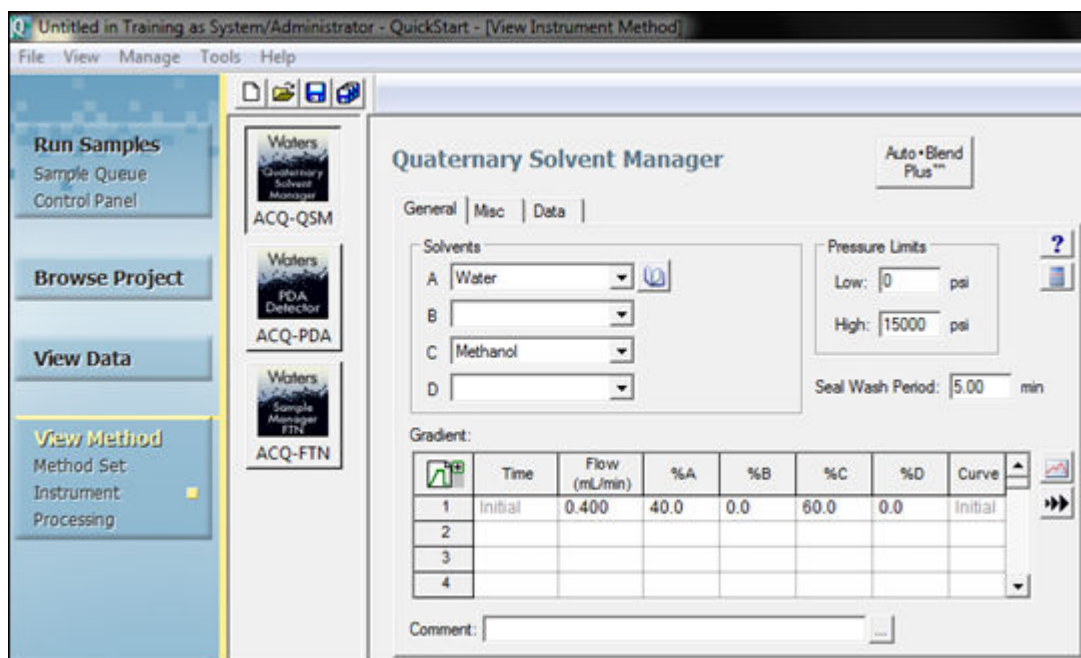 Untitled in Training as System/Administrator - QuickStart - [View Instrument Method]
File View Manage Tools Help
Run Samples
Sample Queue
Control Panel
Browse Project
View Data
View Method
Method Set
Instrument
Processing
Waters
Quaternary
Solvent
Manager
ACQ-QSM
Waters
PDA
Detector
ACQ-PDA
Waters
Sample
Manager
FTN
ACQ-FTN
Quaternary Solvent Manager
Auto•Blend
Plus™
General Misc Data
Solvents
A Water
B
C Methanol
D
Pressure Limits
Low: 0 psi
High: 15000 psi
Seal Wash Period: 5.00 min
?
Gradient:
Time Flow (mL/min) %A %B %C %D Curve
1 Initial 0.400 40.0 0.0 60.0 0.0 Initial
2
3
4
Comment: ...